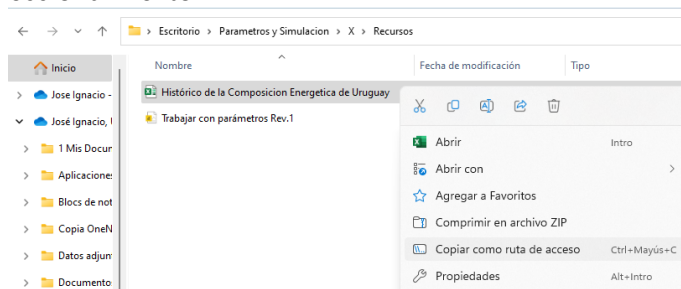 Escritorio > Parametros y Simulacion > X > Recursos
Inicio
Nombre
Fecha de modificación
Tipo
Jose Ignacio -
Histórico de la Composicion Energetica de Uruguay
José Ignacio,
Trabajar con parámetros Rev.1
1 Mis Docur
Abrir
Intro
Aplicaciones
Abrir con
Blocs de not
Agregar a Favoritos
Copia OneN
Comprimir en archivo ZIP
Datos adjun
Copiar como ruta de acceso
Ctrl+Mayús+C
Documento
Propiedades
Alt+Intro